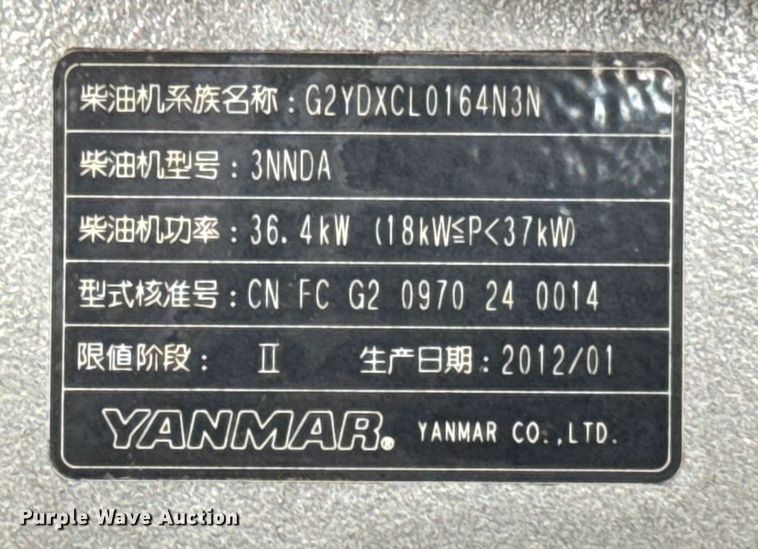 柴油机系族名称：G2YDXCL0164N3N
柴油机型号：3NNDA
柴油机功率：36.4kW (18kW≦P<37kW)
型式核准号：CN FC G2 0970 24 0014
限值阶段： Ⅱ 生产日期：2012/01
YANMAR® YANMAR CO.,LTD.
Purple Wave Auction